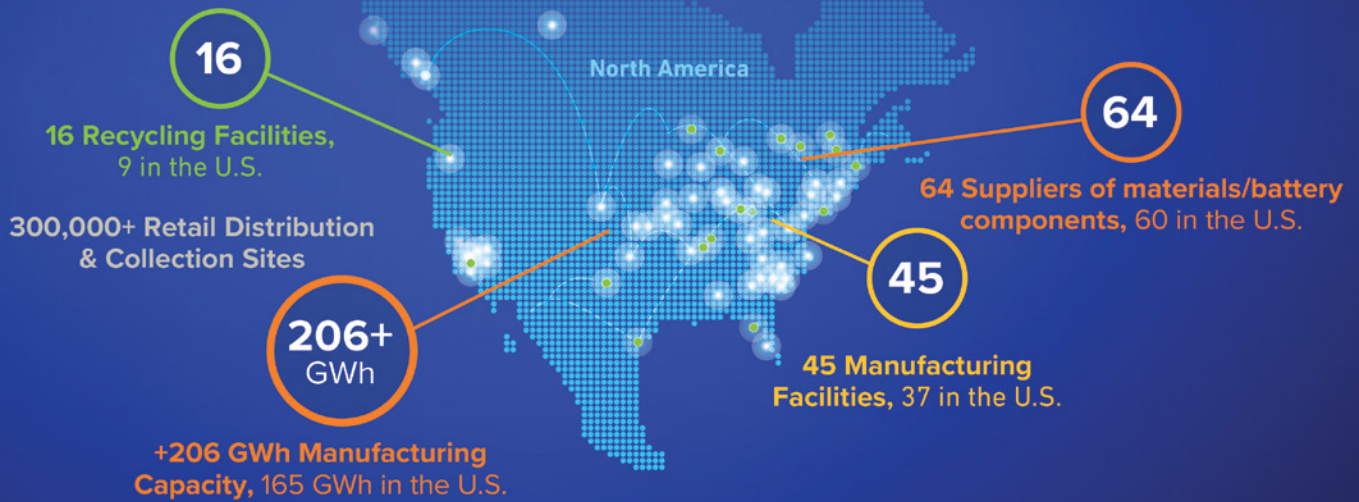 16
16 Recycling Facilities,
9 in the U.S.
300,000+ Retail Distribution
& Collection Sites
206+
GWh
+206 GWh Manufacturing
Capacity, 165 GWh in the U.S.
North America
64
64 Suppliers of materials/battery
components, 60 in the U.S.
45
45 Manufacturing
Facilities, 37 in the U.S.